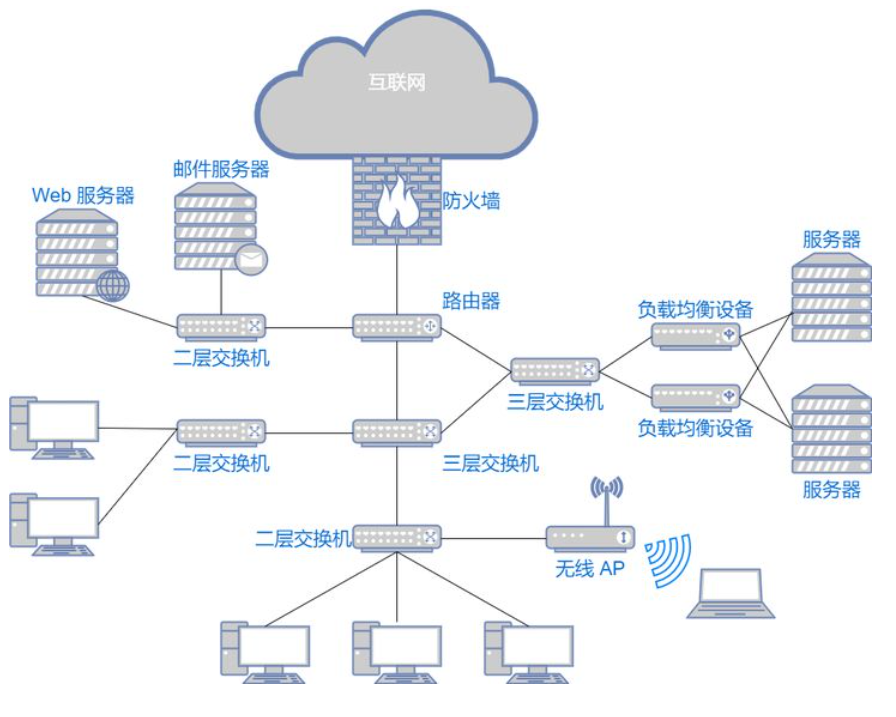 互联网
邮件服务器
Web 服务器
防火墙
服务器
路由器
负载均衡设备
二层交换机
三层交换机
负载均衡设备
二层交换机
三层交换机
服务器
二层交换机
无线 AP